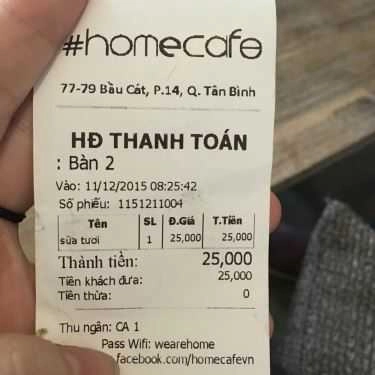 #homecafe
77-79 Bầu Cát, P.14, Q. Tân Bình
HĐ THANH TOÁN
: Bàn 2
Vào: 11/12/2015 08:25:42
Số phiếu: 1151211004
Tên SL Đ.Giá T.Tiền
sữa tươi 1 25,000 25,000
Thành tiền: 25,000
Tiền khách đưa: 25,000
Tiền thừa: 0
Thu ngân: CA 1
Pass Wifi: wearehome
facebook.com/homecafevn